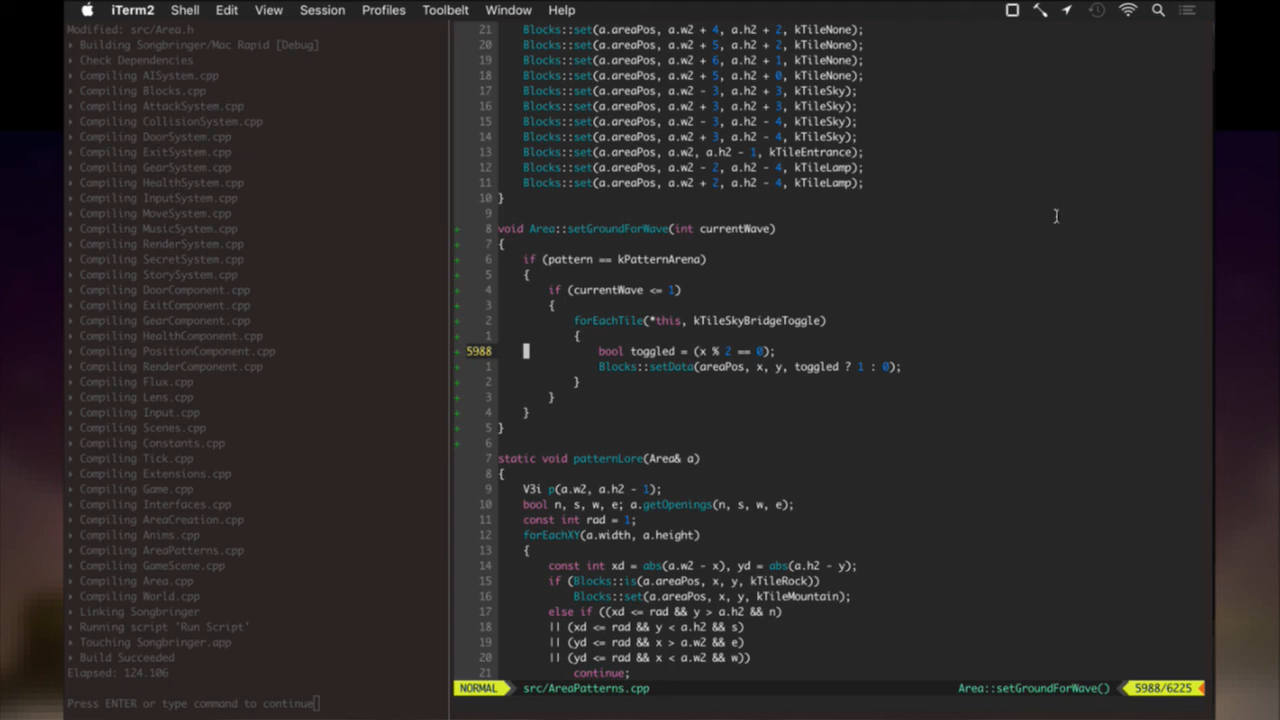 iTerm2 Shell Edit View Session Profiles Toolbelt Window Help
Modified: src/Area.h
Building Songbringer/Mac Rapid [Debug]
Check Dependencies
Compiling AISystem.cpp
Compiling Blocks.cpp
Compiling AttackSystem.cpp
Compiling CollisionSystem.cpp
Compiling DoorSystem.cpp
Compiling ExitSystem.cpp
Compiling GearSystem.cpp
Compiling HealthSystem.cpp
Compiling InputSystem.cpp
Compiling MoveSystem.cpp
Compiling MusicSystem.cpp
Compiling RenderSystem.cpp
Compiling SecretSystem.cpp
Compiling StorySystem.cpp
Compiling DoorComponent.cpp
Compiling ExitComponent.cpp
Compiling GearComponent.cpp
Compiling HealthComponent.cpp
Compiling PositionComponent.cpp
Compiling RenderComponent.cpp
Compiling Flux.cpp
Compiling Lens.cpp
Compiling Input.cpp
Compiling Scenes.cpp
Compiling Constants.cpp
Compiling Tick.cpp
Compiling Extensions.cpp
Compiling Game.cpp
Compiling Interfaces.cpp
Compiling AreaCreation.cpp
Compiling Anims.cpp
Compiling AreaPatterns.cpp
Compiling GameScene.cpp
Compiling Area.cpp
Compiling World.cpp
Linking Songbringer
Running script 'Run Script'
Touching Songbringer.app
Build Succeeded
Elapsed: 124.106
Press ENTER or type command to continue
21 Blocks::set(a.areaPos, a.w2 + 4, a.h2 + 2, kTileNone);
20 Blocks::set(a.areaPos, a.w2 + 5, a.h2 + 2, kTileNone);
19 Blocks::set(a.areaPos, a.w2 + 6, a.h2 + 1, kTileNone);
18 Blocks::set(a.areaPos, a.w2 + 5, a.h2 + 0, kTileNone);
17 Blocks::set(a.areaPos, a.w2 - 3, a.h2 + 3, kTileSky);
16 Blocks::set(a.areaPos, a.w2 + 3, a.h2 + 3, kTileSky);
15 Blocks::set(a.areaPos, a.w2 - 3, a.h2 - 4, kTileSky);
14 Blocks::set(a.areaPos, a.w2 + 3, a.h2 - 4, kTileSky);
13 Blocks::set(a.areaPos, a.w2, a.h2 - 1, kTileEntrance);
12 Blocks::set(a.areaPos, a.w2 - 2, a.h2 - 4, kTileLamp);
11 Blocks::set(a.areaPos, a.w2 + 2, a.h2 - 4, kTileLamp);
10 }
9
+ 8 void Area::setGroundForWave(int currentWave)
+ 7 {
+ 6 if (pattern == kPatternArena)
+ 5 {
+ 4 if (currentWave <= 1)
+ 3 {
+ 2 forEachTile(*this, kTileSkyBridgeToggle)
+ 1 {
+ 5988 bool toggled = (x % 2 == 0);
+ 1 Blocks::setData(areaPos, x, y, toggled ? 1 : 0);
+ 2 }
+ 3 }
+ 4 }
+ 5 }
+ 6
7 static void patternLore(Area& a)
8 {
9 V3i p(a.w2, a.h2 - 1);
10 bool n, s, w, e; a.getOpenings(n, s, w, e);
11 const int rad = 1;
12 forEachXY(a.width, a.height)
13 {
14 const int xd = abs(a.w2 - x), yd = abs(a.h2 - y);
15 if (Blocks::is(a.areaPos, x, y, kTileRock))
16 Blocks::set(a.areaPos, x, y, kTileMountain);
17 else if ((xd <= rad && y > a.h2 && n)
18 || (xd <= rad && y < a.h2 && s)
19 || (yd <= rad && x > a.w2 && e)
20 || (yd <= rad && x < a.w2 && w))
21 continue;
NORMAL src/AreaPatterns.cpp Area::setGroundForWave() 5988/6225